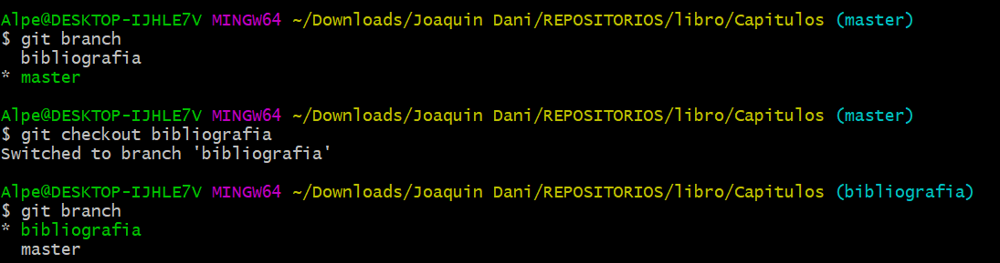 Alpe@DESKTOP-IJHLE7V MINGW64 ~/Downloads/Joaquin Dani/REPOSITORIOS/libro/Capitulos (master)
$ git branch
  bibliografia
* master

Alpe@DESKTOP-IJHLE7V MINGW64 ~/Downloads/Joaquin Dani/REPOSITORIOS/libro/Capitulos (master)
$ git checkout bibliografia
Switched to branch 'bibliografia'

Alpe@DESKTOP-IJHLE7V MINGW64 ~/Downloads/Joaquin Dani/REPOSITORIOS/libro/Capitulos (bibliografia)
$ git branch
* bibliografia
  master